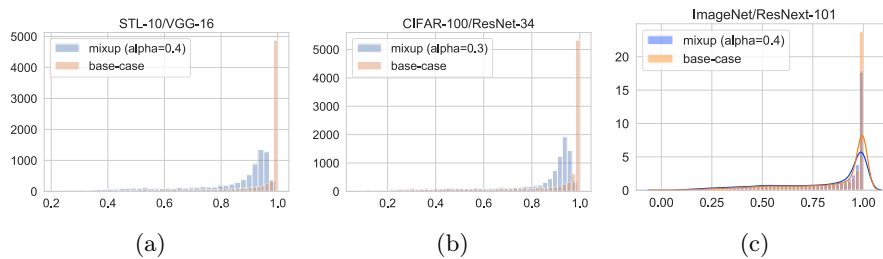 STL-10/VGG-16
mixup (alpha=0.4)
base-case
5000
4000
3000
2000
1000
0
0.2 0.4 0.6 0.8 1.0
(a)
CIFAR-100/ResNet-34
mixup (alpha=0.3)
base-case
5000
4000
3000
2000
1000
0
0.2 0.4 0.6 0.8 1.0
(b)
ImageNet/ResNext-101
mixup (alpha=0.4)
base-case
20
15
10
5
0
0.00 0.25 0.50 0.75 1.00
(c)